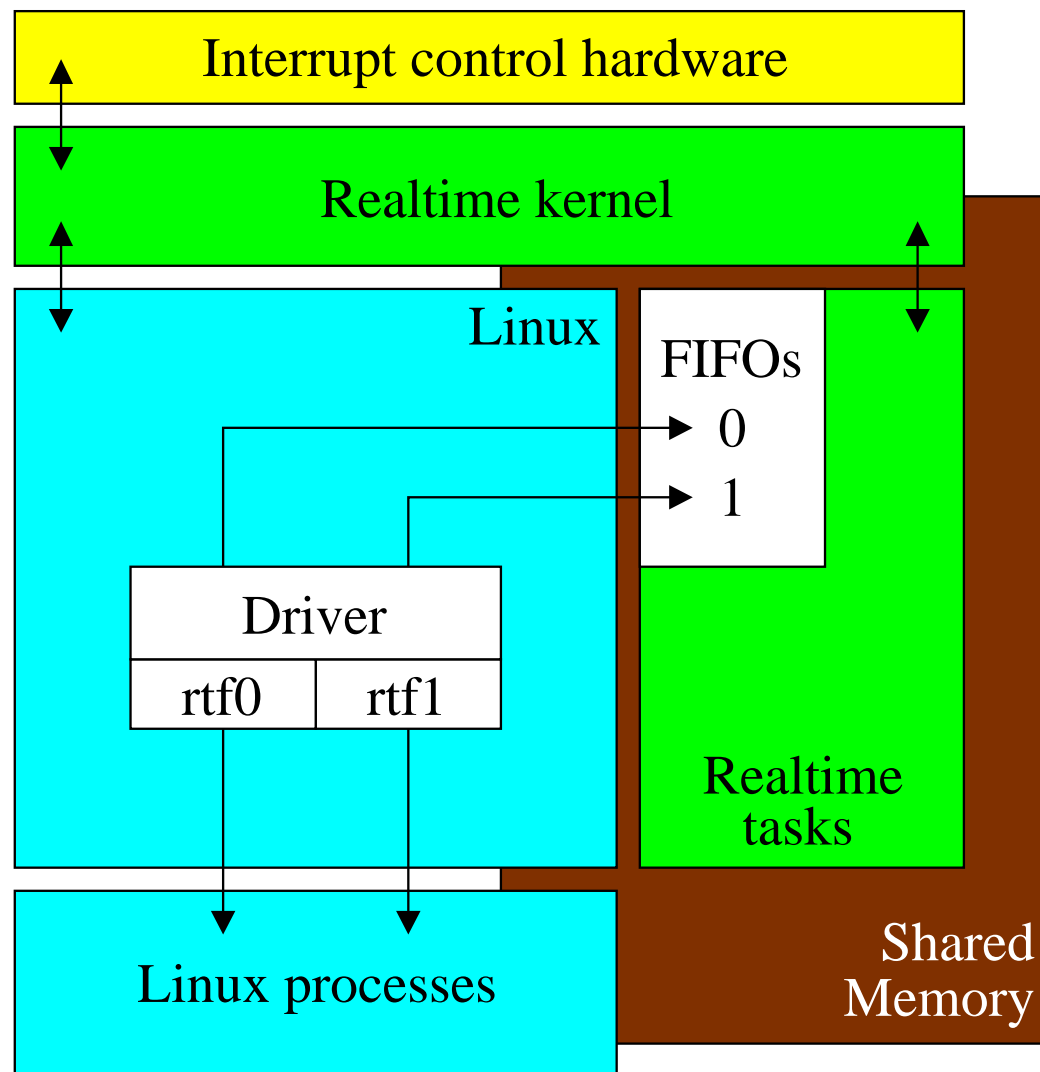 Interrupt control hardware
Realtime kernel
Linux
FIFOs
0
1
Driver
rtf0
rtf1
Realtime
tasks
Shared
Memory
Linux processes